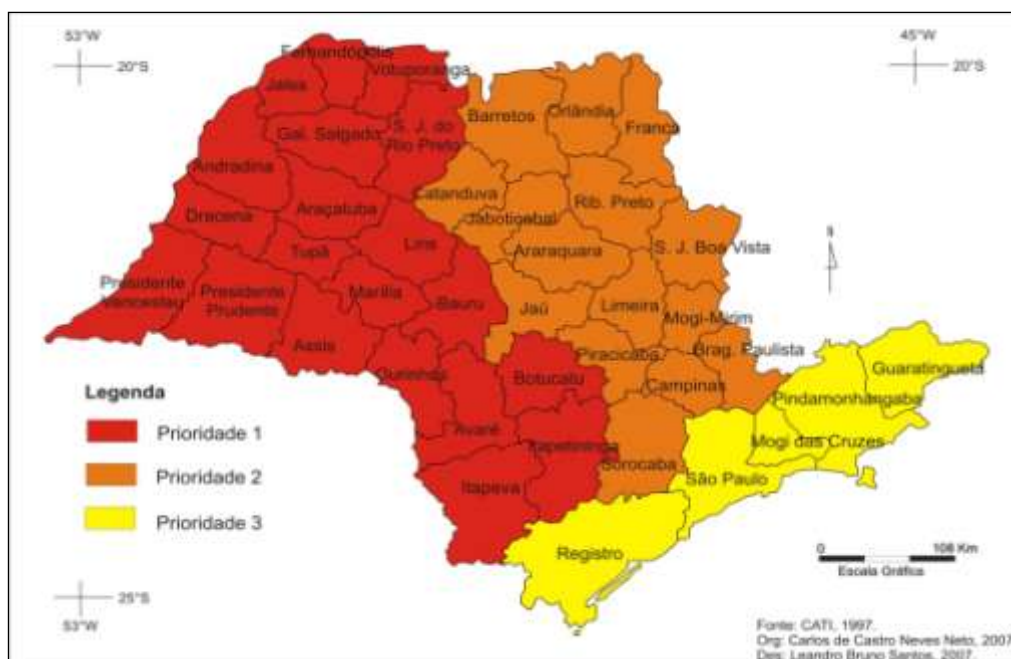 53°W
45°W
20°S
20°S
Fernandópolis
Votuporanga
Jales
Barretos
Orlândia
Franca
Gal. Salgado
S. J. do
Rio Preto
Andradina
Catanduva
Dracena
Araçatuba
Jaboticabal
Rib. Preto
Tupã
Lins
Araraquara
S. J. Boa Vista
Presidente
Venceslau
Presidente
Prudente
Marília
Bauru
Jaú
Limeira
Mogi-Mirim
Assis
Piracicaba
Brag. Paulista
Ourinhos
Botucatu
Campinas
Guaratinguetá
Pindamonhangaba
Legenda
Prioridade 1
Prioridade 2
Prioridade 3
Avaré
Itapetininga
Mogi das Cruzes
Itapeva
Sorocaba
São Paulo
Registro
0
108 Km
Escala Gráfica
25°S
53°W
Fonte: CATI, 1997.
Org: Carlos de Castro Neves Neto, 2007
Des: Leandro Bruno Santos, 2007.